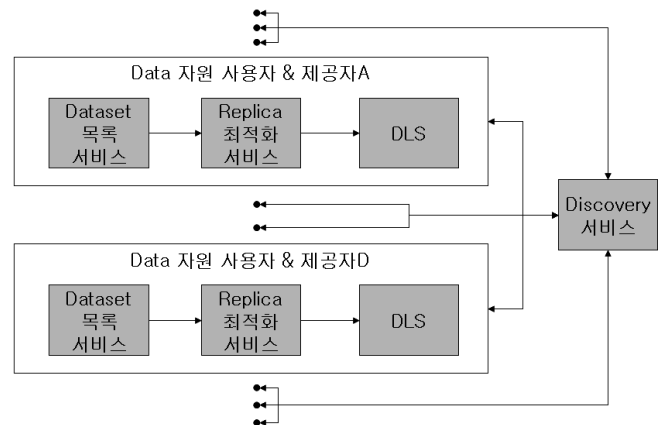 Data 자원 사용자 & 제공자A
Dataset
목록
서비스
Replica
최적화
서비스
DLS
Discovery
서비스
Data 자원 사용자 & 제공자D
Dataset
목록
서비스
Replica
최적화
서비스
DLS